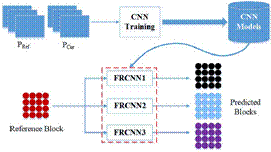 P_Ref
P_Cur
CNN
Training
CNN
Models
FRCNN1
FRCNN2
FRCNN3
Reference Block
Predicted
Blocks